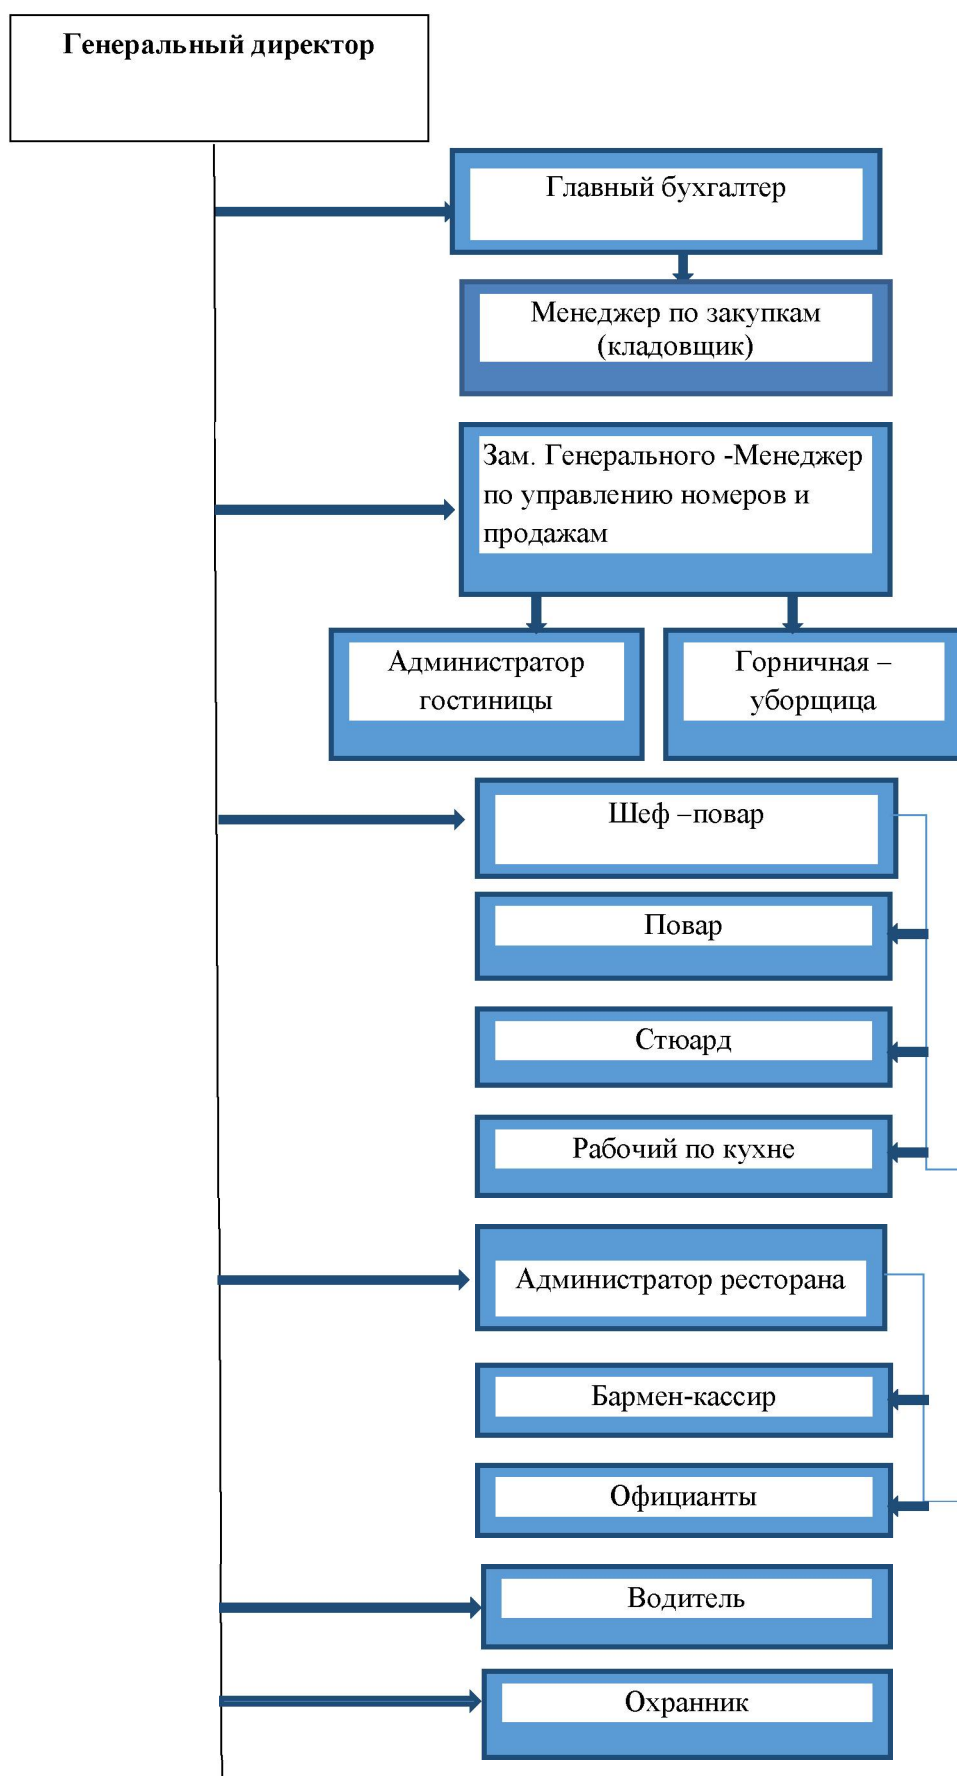 Генеральный директор
Главный бухгалтер
Менеджер по закупкам
(кладовщик)
Зам. Генерального -Менеджер
по управлению номеров и
продажам
Администратор
гостиницы
Горничная –
уборщица
Шеф –повар
Повар
Стюард
Рабочий по кухне
Администратор ресторана
Бармен-кассир
Официанты
Водитель
Охранник